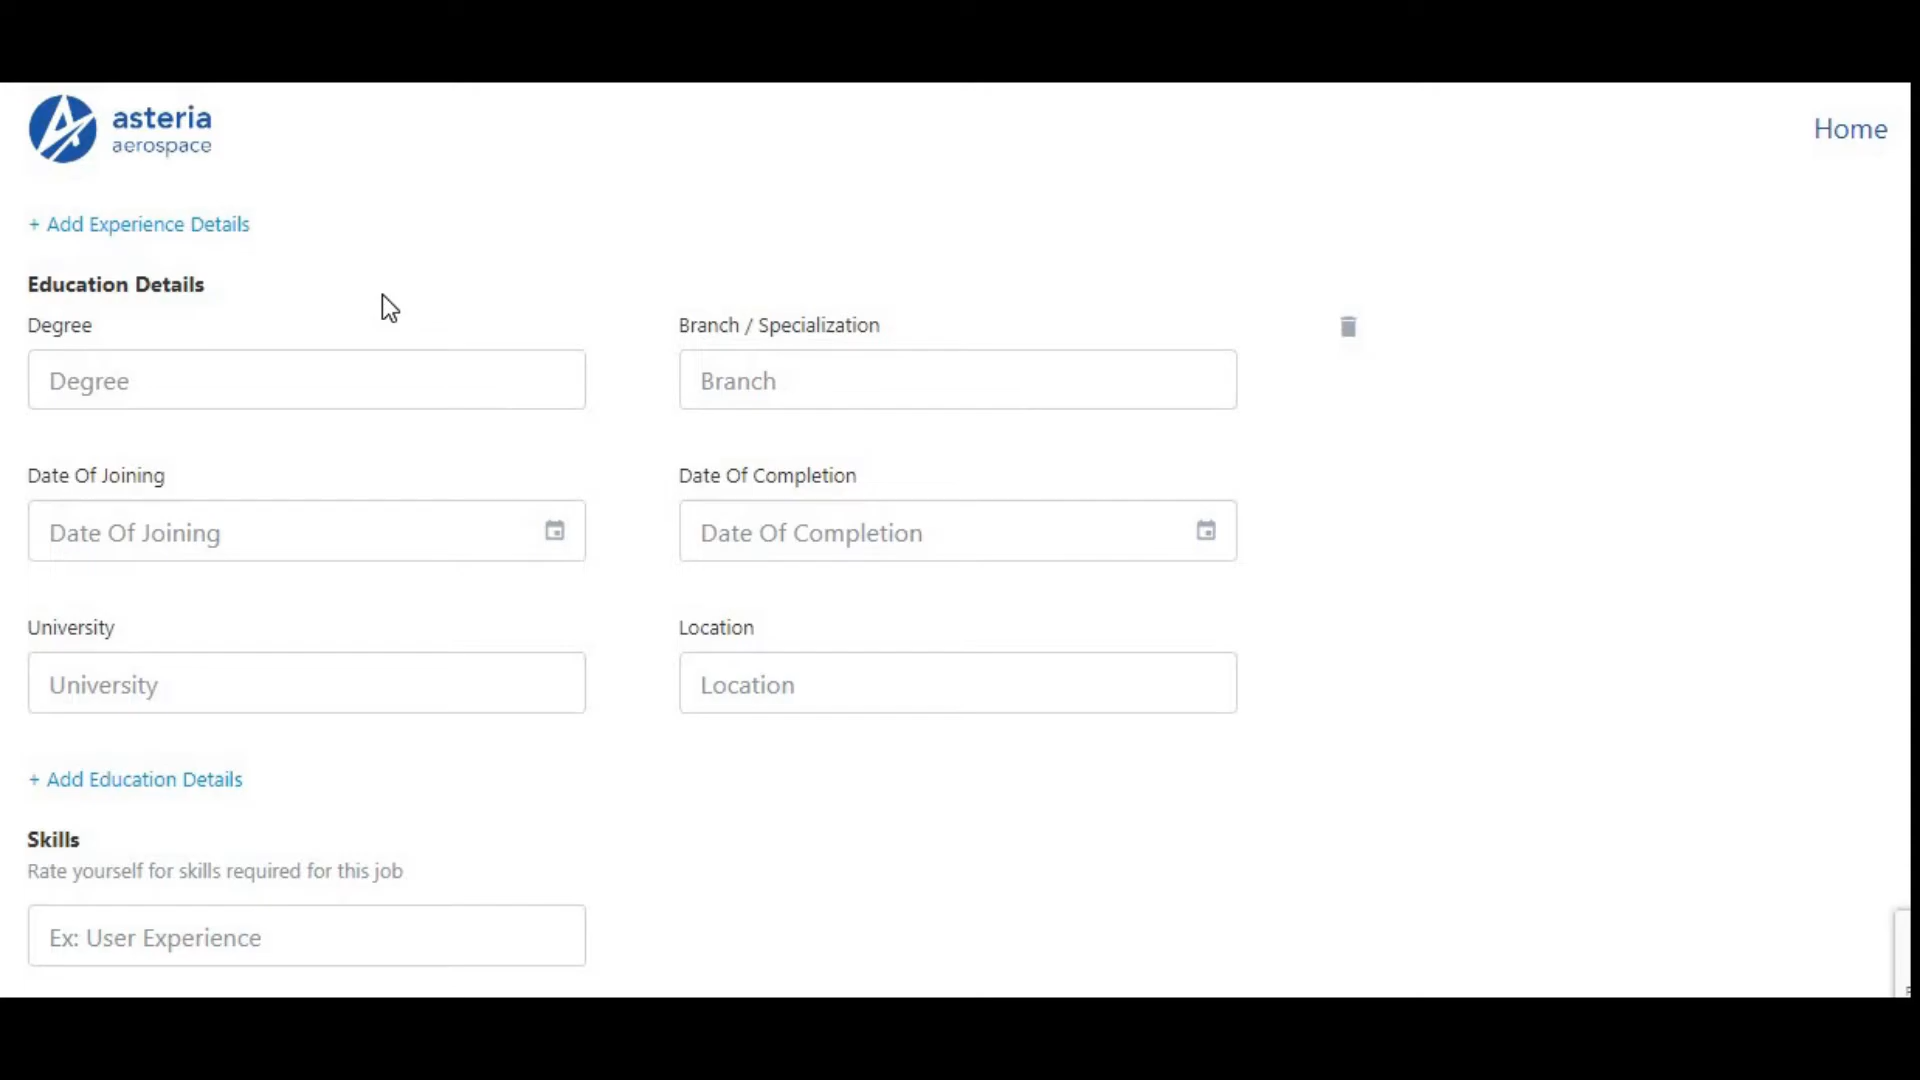 asteria
aerospace
Home
+ Add Experience Details
Education Details
Degree
Branch / Specialization
Degree
Branch
Date Of Joining
Date Of Completion
Date Of Joining
Date Of Completion
University
Location
University
Location
+ Add Education Details
Skills
Rate yourself for skills required for this job
Ex: User Experience